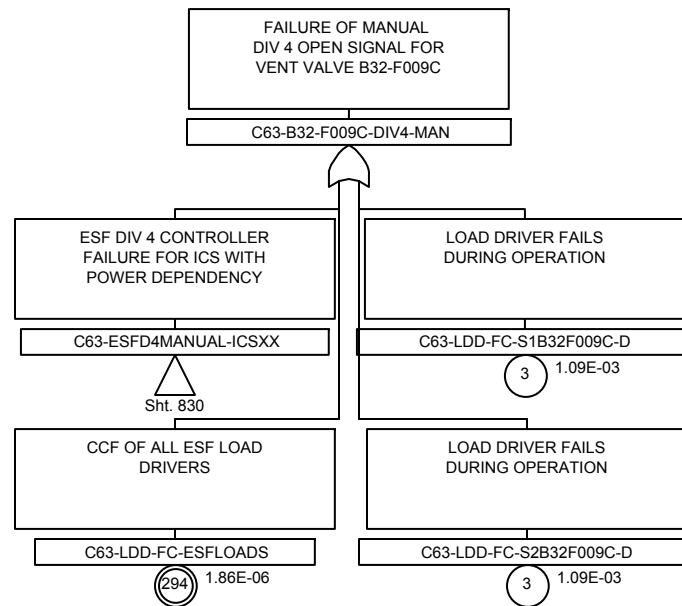 FAILURE OF MANUAL
DIV 4 OPEN SIGNAL FOR
VENT VALVE B32-F009C
C63-B32-F009C-DIV4-MAN
ESF DIV 4 CONTROLLER
FAILURE FOR ICS WITH
POWER DEPENDENCY
C63-ESFD4MANUAL-ICSXX
Sht. 830
LOAD DRIVER FAILS
DURING OPERATION
C63-LDD-FC-S1B32F009C-D
3
1.09E-03
CCF OF ALL ESF LOAD
DRIVERS
C63-LDD-FC-ESFLOADS
294
1.86E-06
LOAD DRIVER FAILS
DURING OPERATION
C63-LDD-FC-S2B32F009C-D
3
1.09E-03